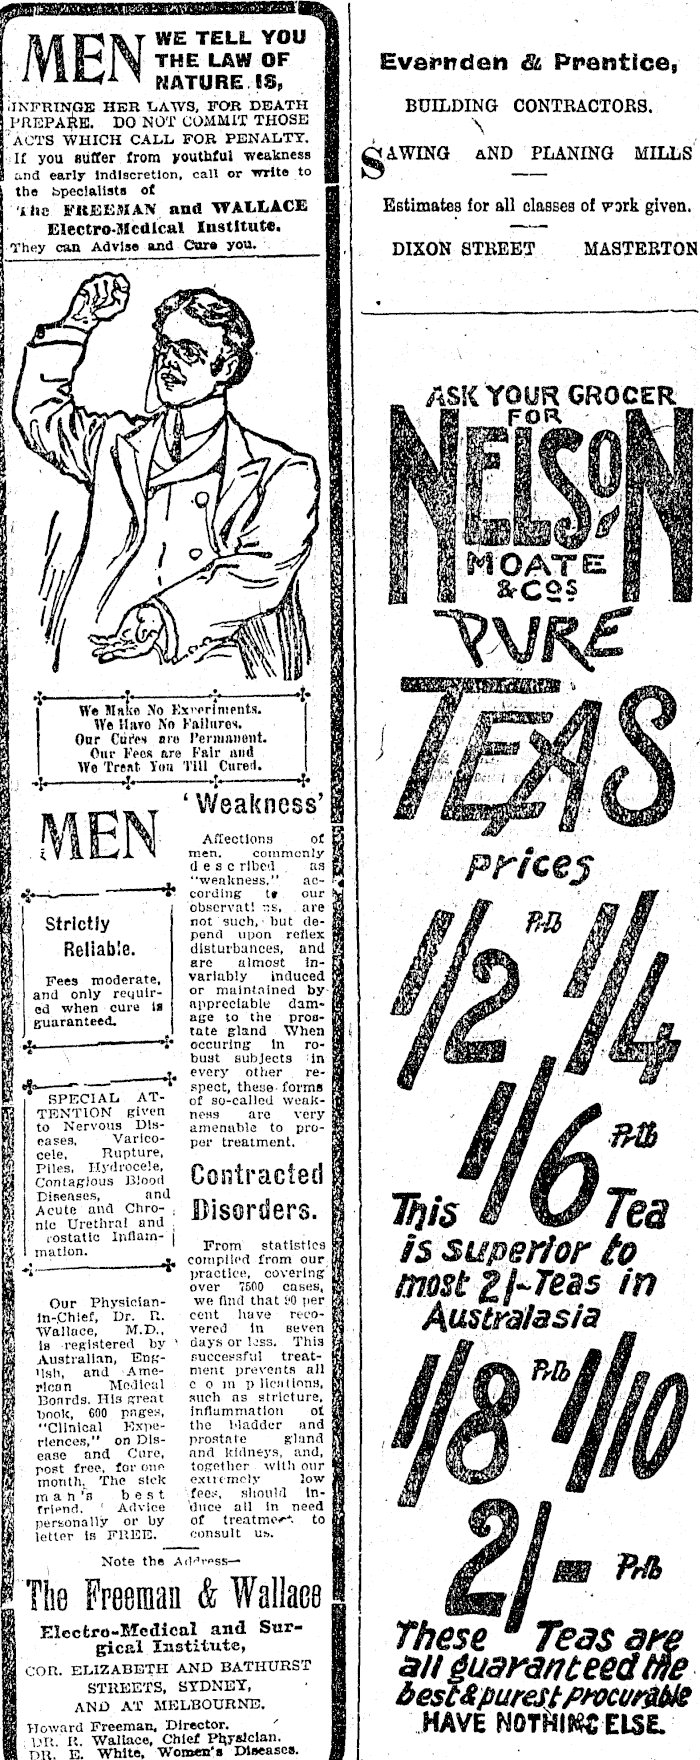 MEN WE TELL YOU
THE LAW OF
NATURE IS,
INFRINGE HER LAWS, FOR DEATH
PREPARE. DO NOT COMMIT THOSE
ACTS WHICH CALL FOR PENALTY.
If you suffer from youthful weakness
and early indiscretion, call or write to
the Specialists of
The FREEMAN and WALLACE
Electro-Medical Institute.
They can Advise and Cure you.
We Make No Experiments.
We Have No Failures.
Our Cures are Permanent.
Our Fees are Fair and
We Treat You Till Cured.
MEN
Strictly
Reliable.
Fees moderate,
and only requir-
ed when cure is
guaranteed.
SPECIAL AT-
TENTION given
to Nervous Dis-
eases, Varico-
cele, Rupture,
Piles, Hydrocele,
Contagious Blood
Diseases, and
Acute and Chro-
nic Urethral and
rostatic Inflam-
mation.
Our Physician-
in-Chief, Dr. R.
Wallace, M.D.,
is registered by
Australian, Eng-
lish, and Ame-
rican Medical
Boards. His great
book, 600 pages,
"Clinical Expe-
riences," on Dis-
ease and Cure,
post free, for one
month. The sick
man's best
friend. Advice
personally or by
letter is FREE.
'Weakness'
Affections of
men, commonly
described as
"weakness," ac-
cording to our
observations, are
not such, but de-
pend upon reflex
disturbances, and
are almost in-
variably induced
or maintained by
appreciable dam-
age to the pros-
tate gland When
occuring in ro-
bust subjects in
every other re-
spect, these forms
of so-called weak-
ness are very
amenable to pro-
per treatment.
Contracted
Disorders.
From statistics
compiled from our
practice, covering
over 7500 cases,
we find that 90 per
cent have reco-
vered in seven
days or less. This
successful treat-
ment prevents all
complications,
such as stricture,
inflammation of
the bladder and
prostate gland
and kidneys, and,
together with our
extremely low
fees, should in-
duce all in need
of treatment to
consult us.
Note the Address—
The Freeman & Wallace
Electro-Medical and Sur-
gical Institute,
COR. ELIZABETH AND BATHURST
STREETS, SYDNEY,
AND AT MELBOURNE.
Howard Freeman, Director.
DR. R. Wallace, Chief Physician.
DR. E. White, Women's Diseases.
Evernden & Prentice,
BUILDING CONTRACTORS.
SAWING AND PLANING MILLS
Estimates for all classes of work given.
DIXON STREET MASTERTON
ASK YOUR GROCER
FOR
NELSON
MOATE
& COS
PURE
TEAS
prices
1/2 Pr lb 1/4
1/6 Pr lb
This Tea
is superior to
most 2/- Teas in
Australasia
1/8 Pr lb 1/10
2/- Pr lb
These Teas are
all guaranteed the
best & purest procurable
HAVE NOTHING ELSE.